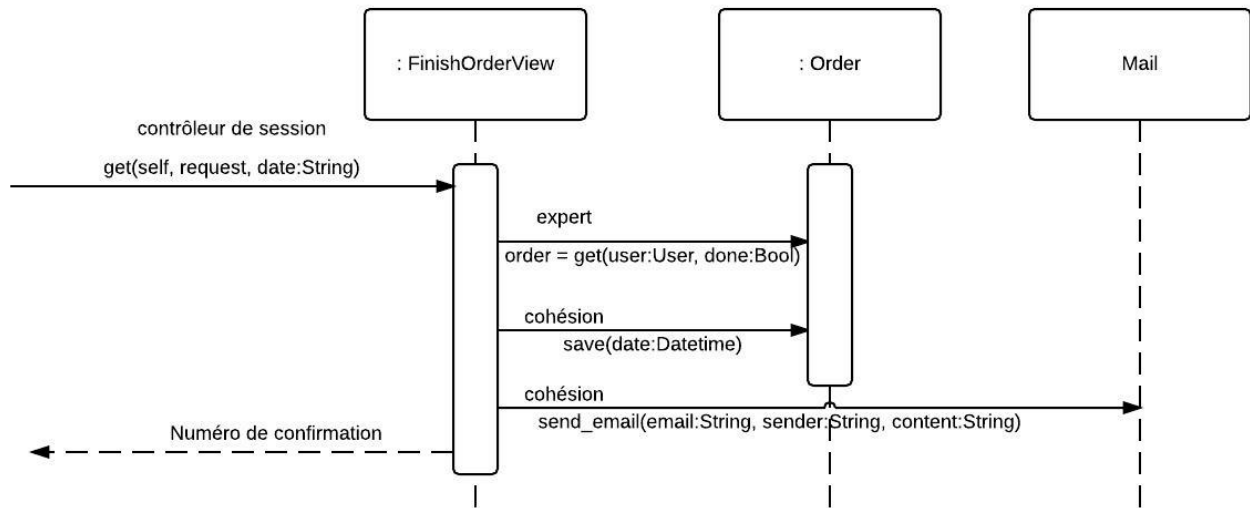 : FinishOrderView
: Order
Mail
contrôleur de session
get(self, request, date:String)
expert
order = get(user:User, done:Bool)
cohésion
save(date:Datetime)
cohésion
send_email(email:String, sender:String, content:String)
Numéro de confirmation